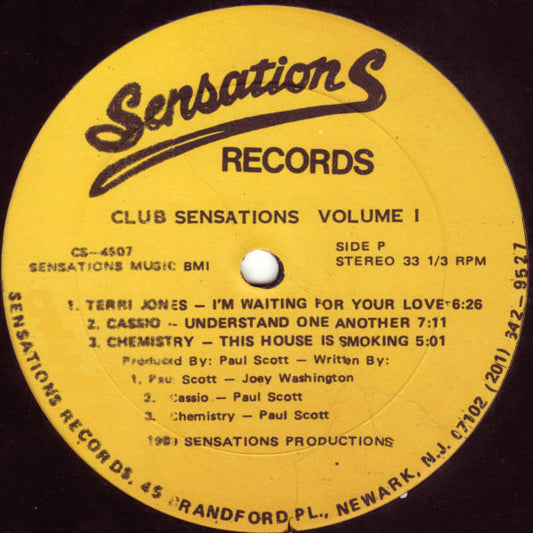 Sensations
RECORDS
CLUB SENSATIONS VOLUME I
CS-4507
SENSATIONS MUSIC BMI
SIDE P
STEREO 33 1/3 RPM
1. TERRI JONES — I'M WAITING FOR YOUR LOVE 6:26
2. CASSIO -- UNDERSTAND ONE ANOTHER 7:11
3. CHEMISTRY — THIS HOUSE IS SMOKING 5:01
Produced By: Paul Scott — Written By:
1. Paul Scott — Joey Washington
2. Cassio — Paul Scott
3. Chemistry — Paul Scott
SENSATIONS PRODUCTIONS
SENSATIONS RECORDS, 45 BRANDFORD PL., NEWARK, N.J. 07102 (201) 642-9527